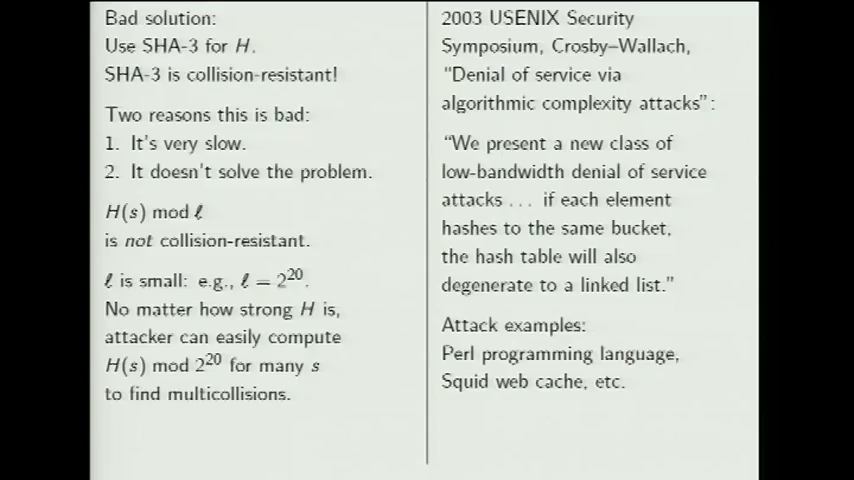 Bad solution:
Use SHA-3 for H.
SHA-3 is collision-resistant!
Two reasons this is bad:
1. It's very slow.
2. It doesn't solve the problem.
H(s) mod ℓ
is not collision-resistant.
ℓ is small: e.g., ℓ = 2^20.
No matter how strong H is,
attacker can easily compute
H(s) mod 2^20 for many s
to find multicollisions.
2003 USENIX Security
Symposium, Crosby–Wallach,
“Denial of service via
algorithmic complexity attacks”:
“We present a new class of
low-bandwidth denial of service
attacks . . . if each element
hashes to the same bucket,
the hash table will also
degenerate to a linked list.”
Attack examples:
Perl programming language,
Squid web cache, etc.